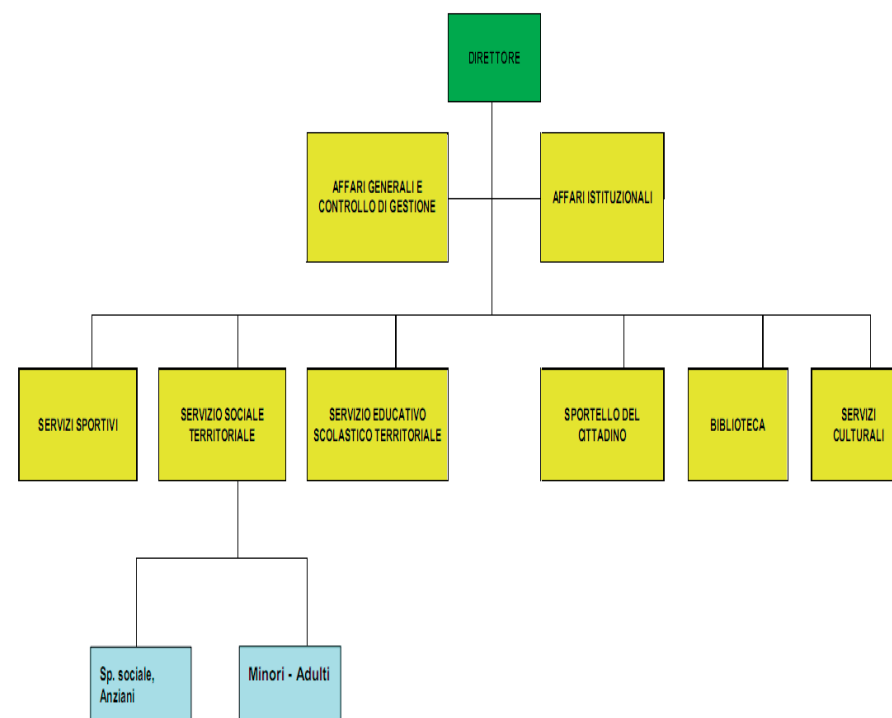 DIRETTORE
AFFARI GENERALI E
CONTROLLO DI GESTIONE
AFFARI ISTITUZIONALI
SERVIZI SPORTIVI
SERVIZIO SOCIALE
TERRITORIALE
SERVIZIO EDUCATIVO
SCOLASTICO TERRITORIALE
SPORTELLO DEL
CITTADINO
BIBLIOTECA
SERVIZI
CULTURALI
Sp. sociale,
Anziani
Minori - Adulti